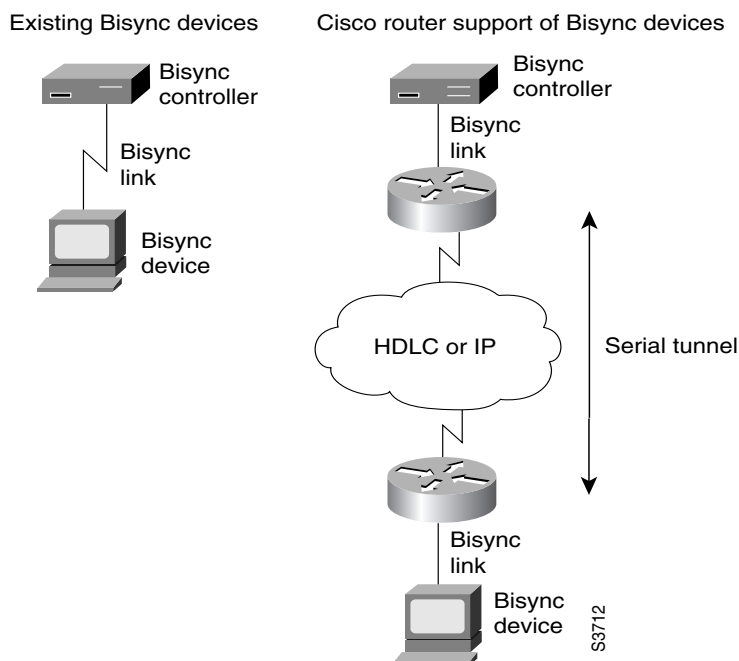 Existing Bisync devices
Bisync
controller
Bisync
link
Bisync
device
Cisco router support of Bisync devices
Bisync
controller
Bisync
link
HDLC or IP
Serial tunnel
Bisync
link
Bisync
device
S3712